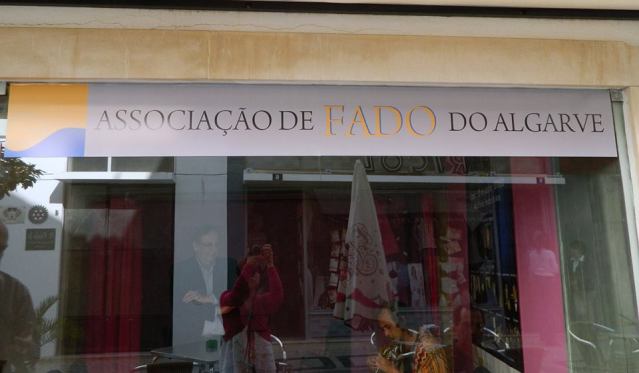 ASSOCIAÇÃO DE FADO DO ALGARVE